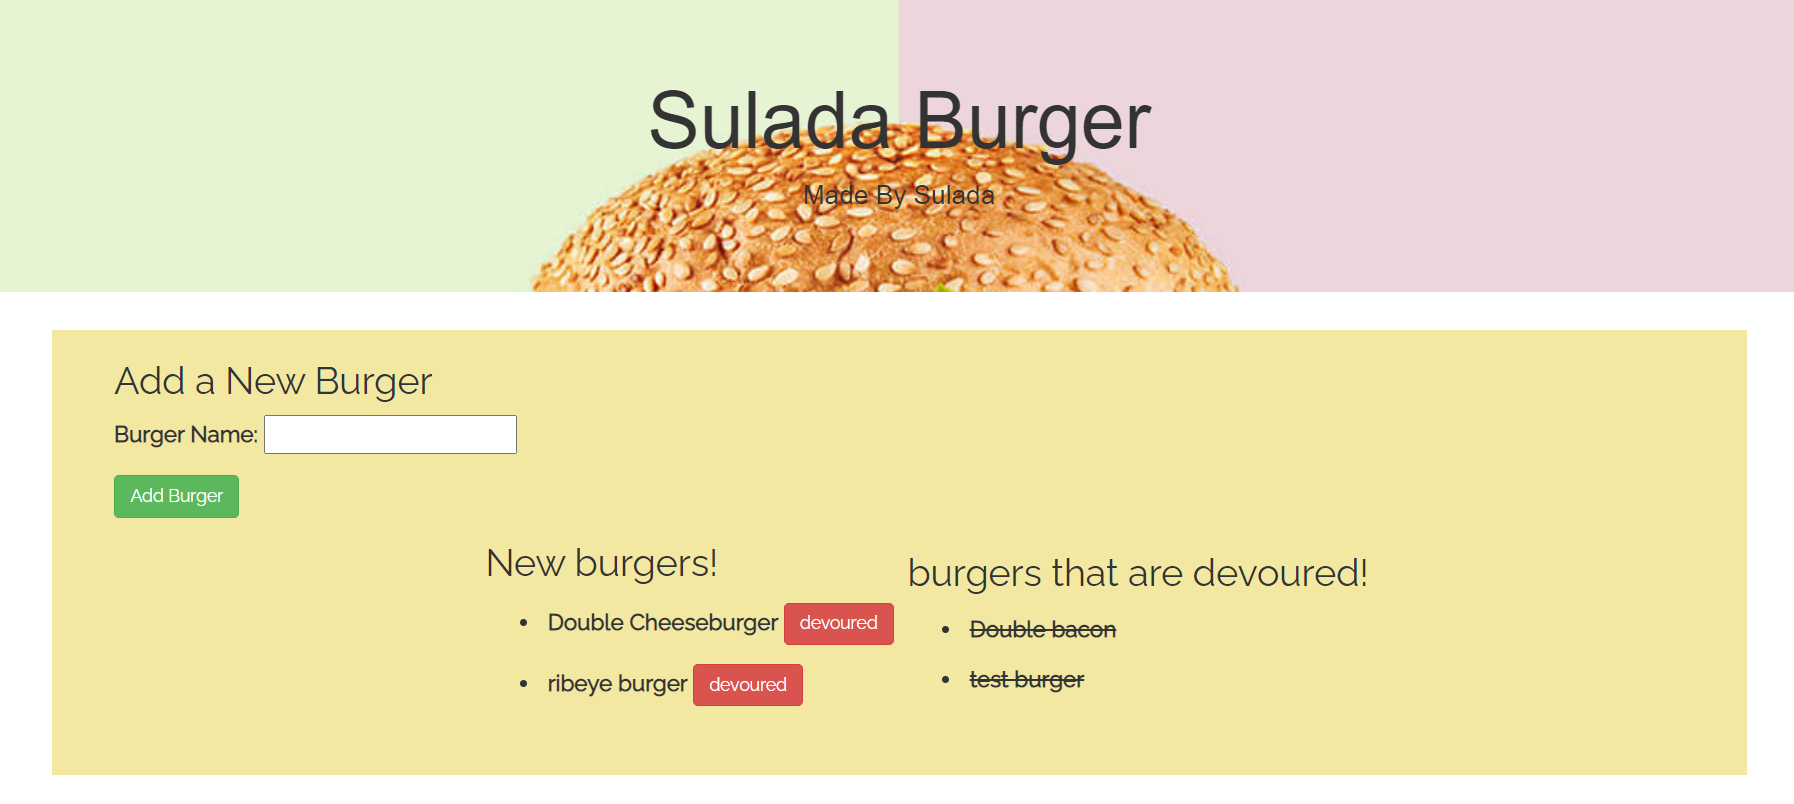 Sulada Burger
Made By Sulada
Add a New Burger
Burger Name:
Add Burger
New burgers!
Double Cheeseburger devoured
ribeye burger devoured
burgers that are devoured!
Double bacon
test burger